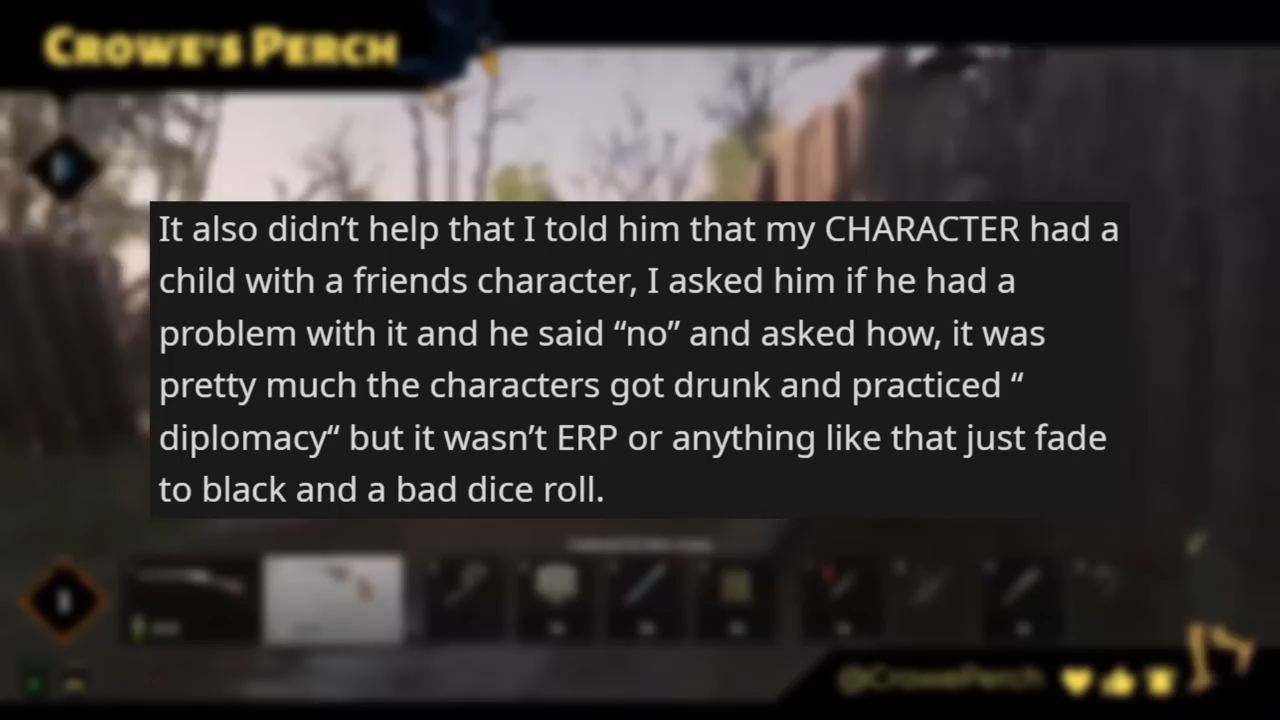 CROWE'S PERCH
It also didn’t help that I told him that my CHARACTER had a
child with a friends character, I asked him if he had a
problem with it and he said “no” and asked how, it was
pretty much the characters got drunk and practiced “
diplomacy“ but it wasn’t ERP or anything like that just fade
to black and a bad dice roll.
@CrowePerch